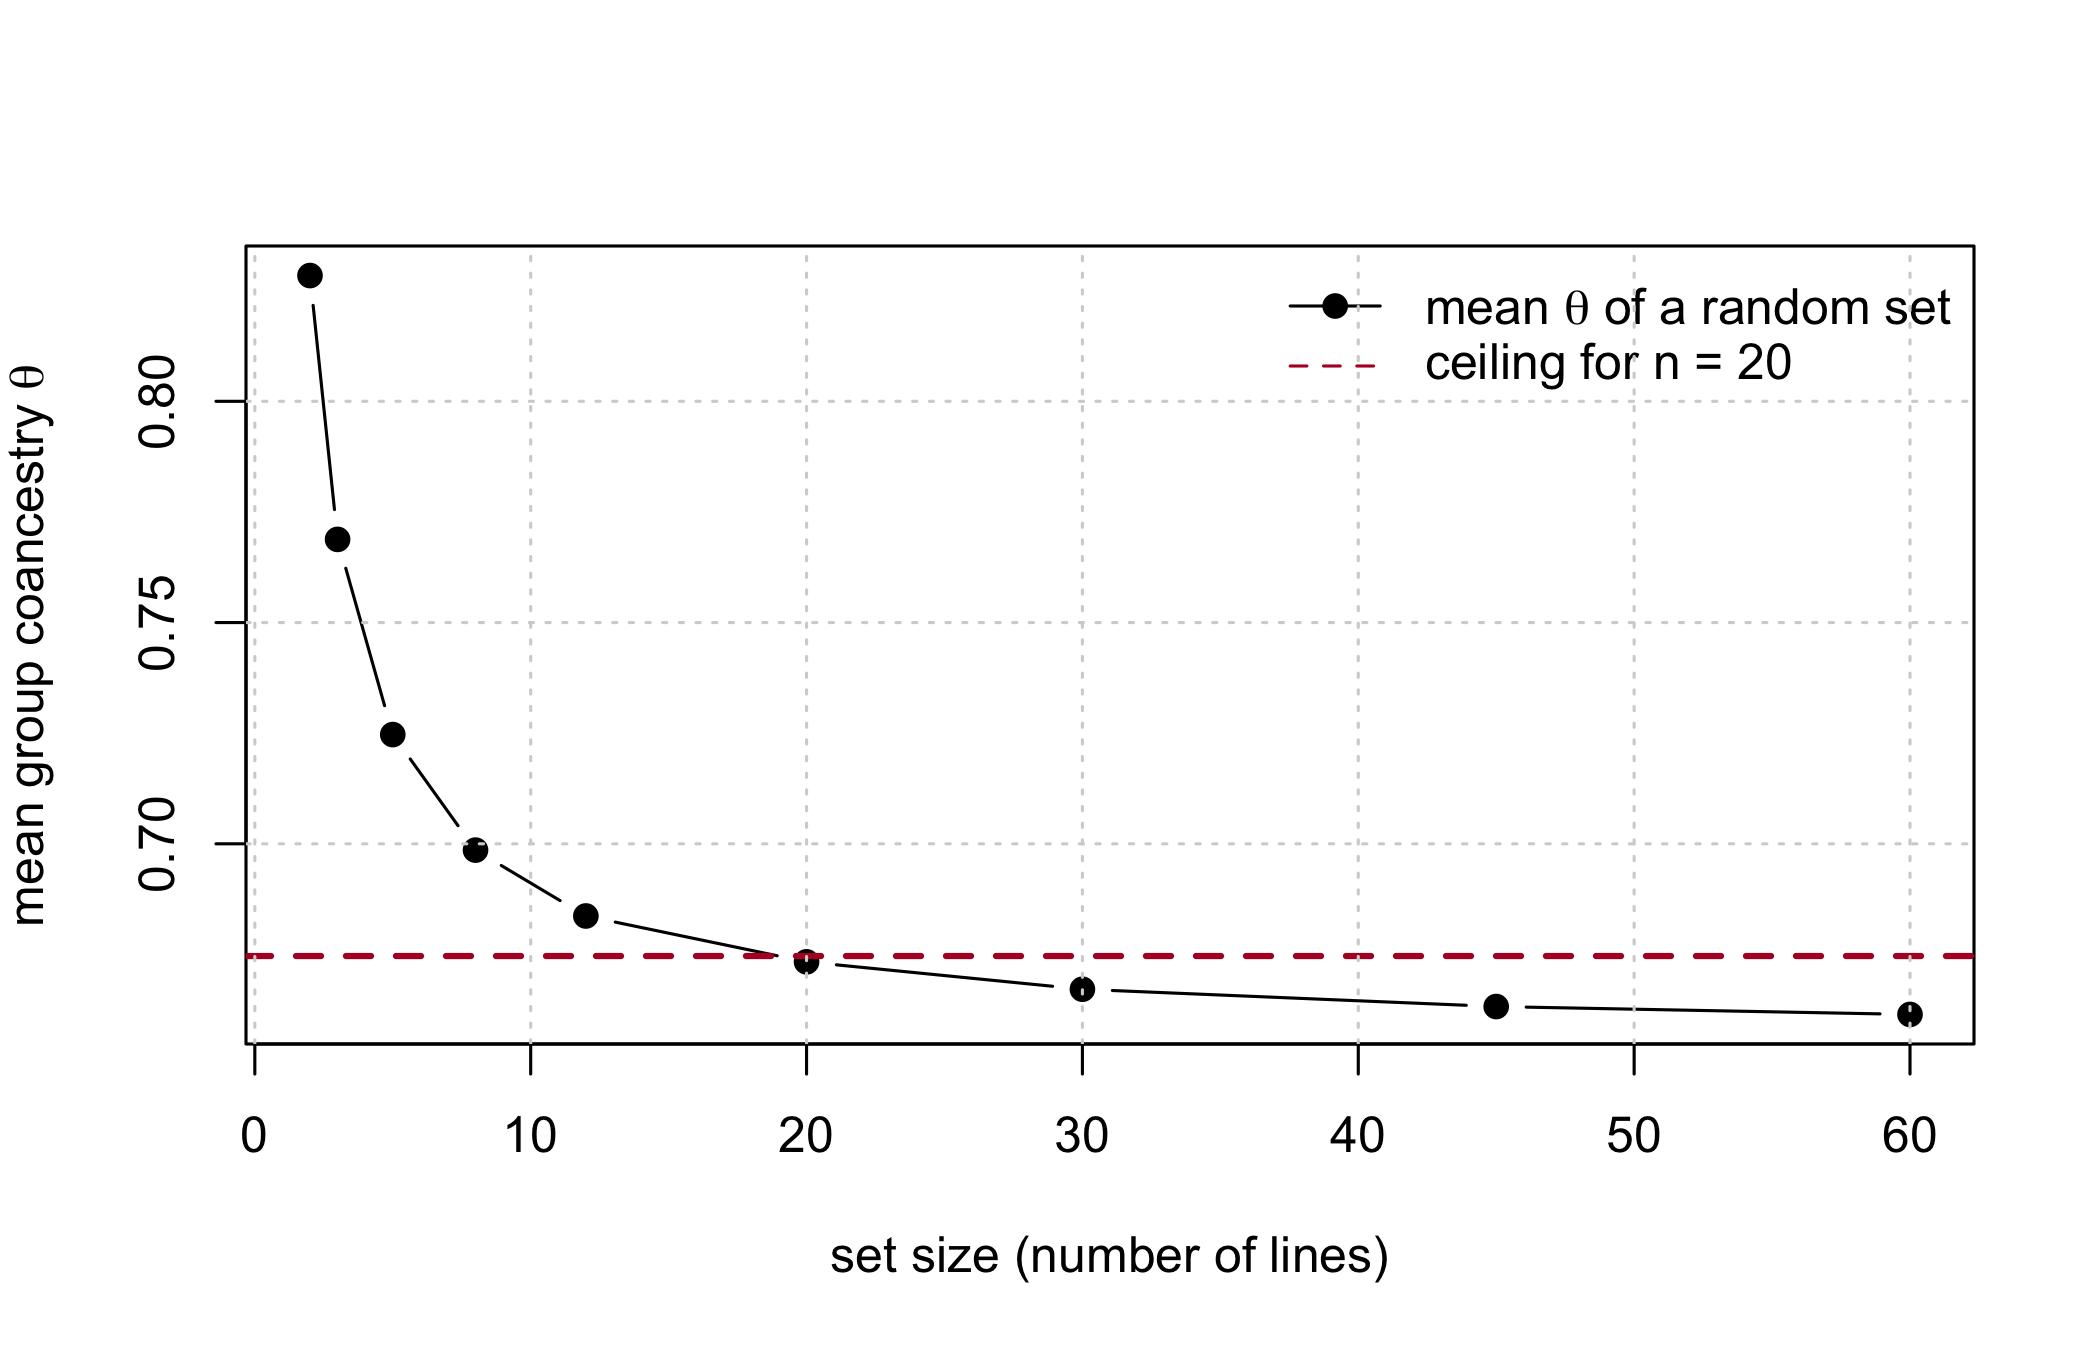 mean θ of a random set
ceiling for n = 20
mean group coancestry θ
0.80
0.75
0.70
0 10 20 30 40 50 60
set size (number of lines)